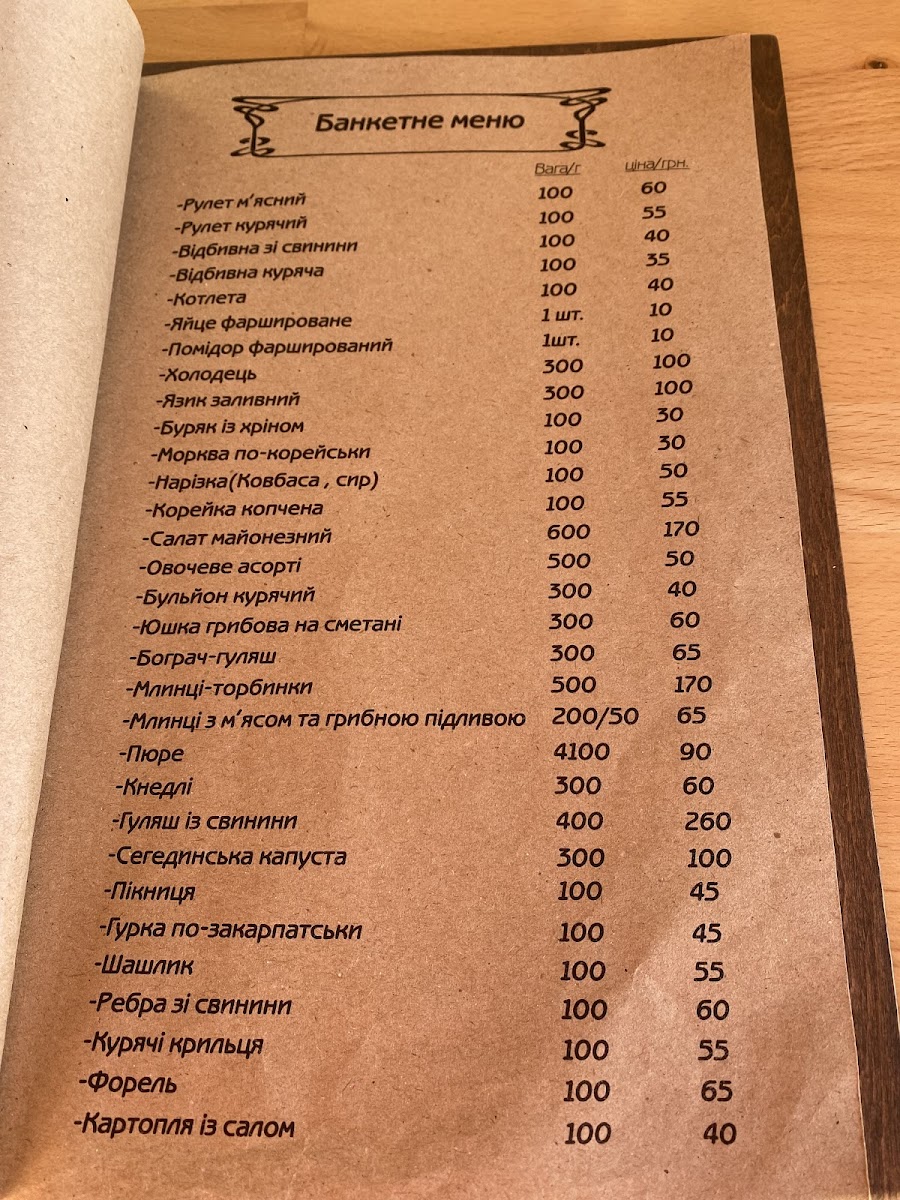 Банкетне меню
Вага/г ціна/грн.
-Рулет м'ясний 100 60
-Рулет курячий 100 55
-Відбивна зі свинини 100 40
-Відбивна куряча 100 35
-Котлета 100 40
-Яйце фаршироване 1 шт. 10
-Помідор фарширований 1шт. 10
-Холодець 300 100
-Язик заливний 300 100
-Буряк із хріном 100 30
-Морква по-корейськи 100 30
-Нарізка(Ковбаса , сир) 100 50
-Корейка копчена 100 55
-Салат майонезний 600 170
-Овочеве асорті 500 50
-Бульйон курячий 300 40
-Юшка грибова на сметані 300 60
-Бограч-гуляш 300 65
-Млинці-торбинки 500 170
-Млинці з м'ясом та грибною підливою 200/50 65
-Пюре 4100 90
-Кнедлі 300 60
-Гуляш із свинини 400 260
-Сегединська капуста 300 100
-Пікниця 100 45
-Гурка по-закарпатськи 100 45
-Шашлик 100 55
-Ребра зі свинини 100 60
-Курячі крильця 100 55
-Форель 100 65
-Картопля із салом 100 40